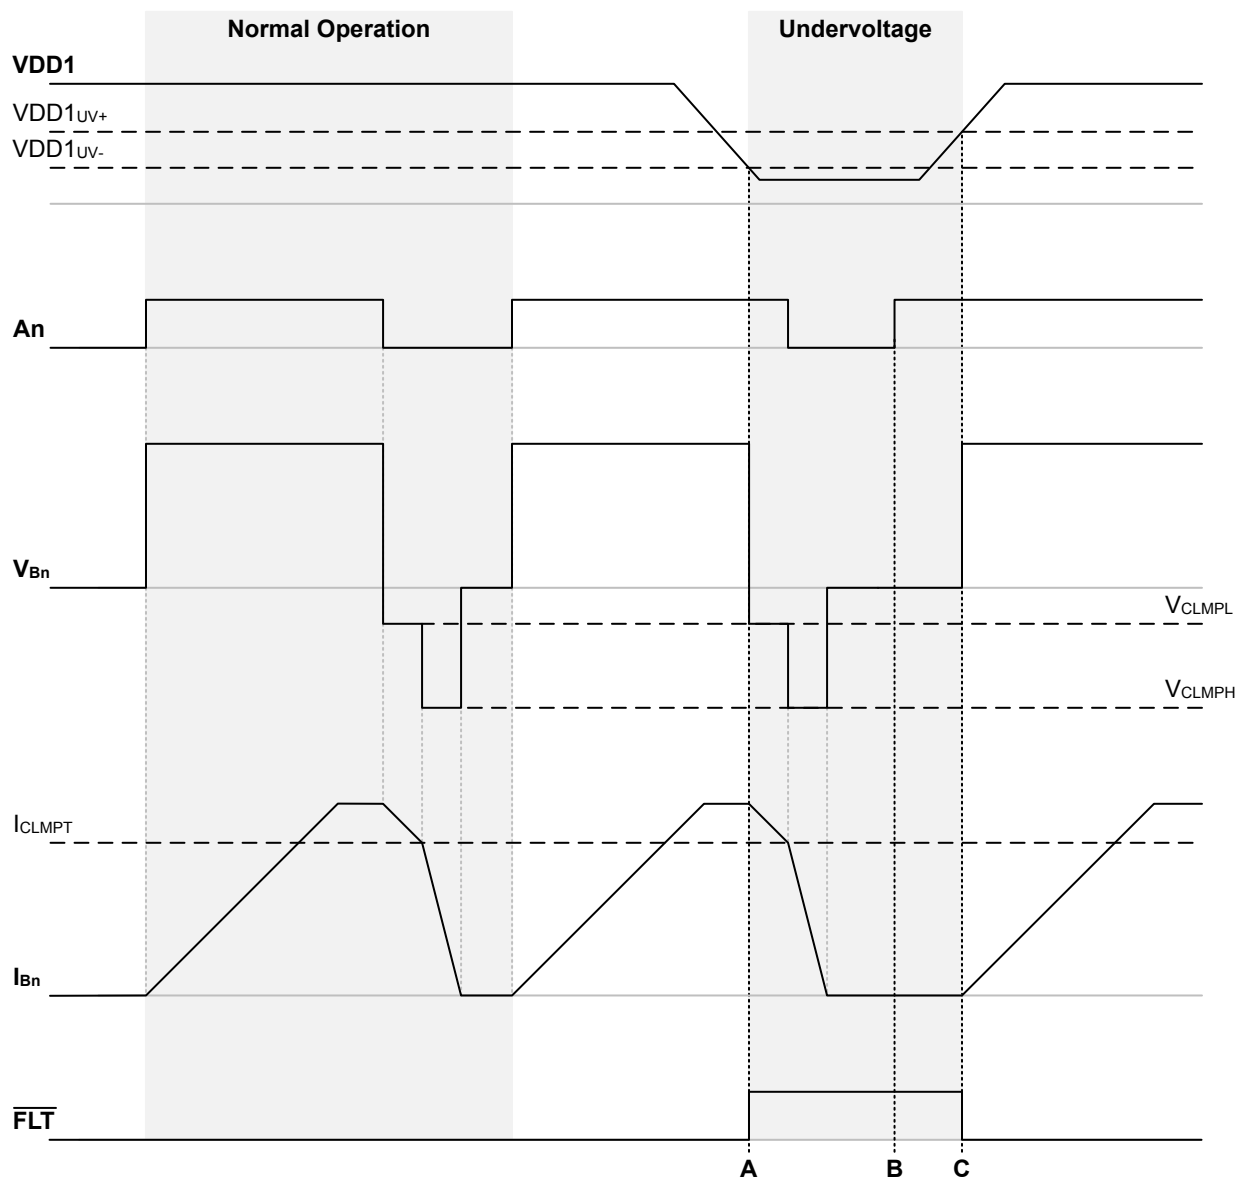 Normal Operation
Undervoltage
VDD1
VDD1UV+
VDD1UV-
An
VBn
VCLMPL
VCLMPH
ICLMPT
IBn
FLT
A
B
C